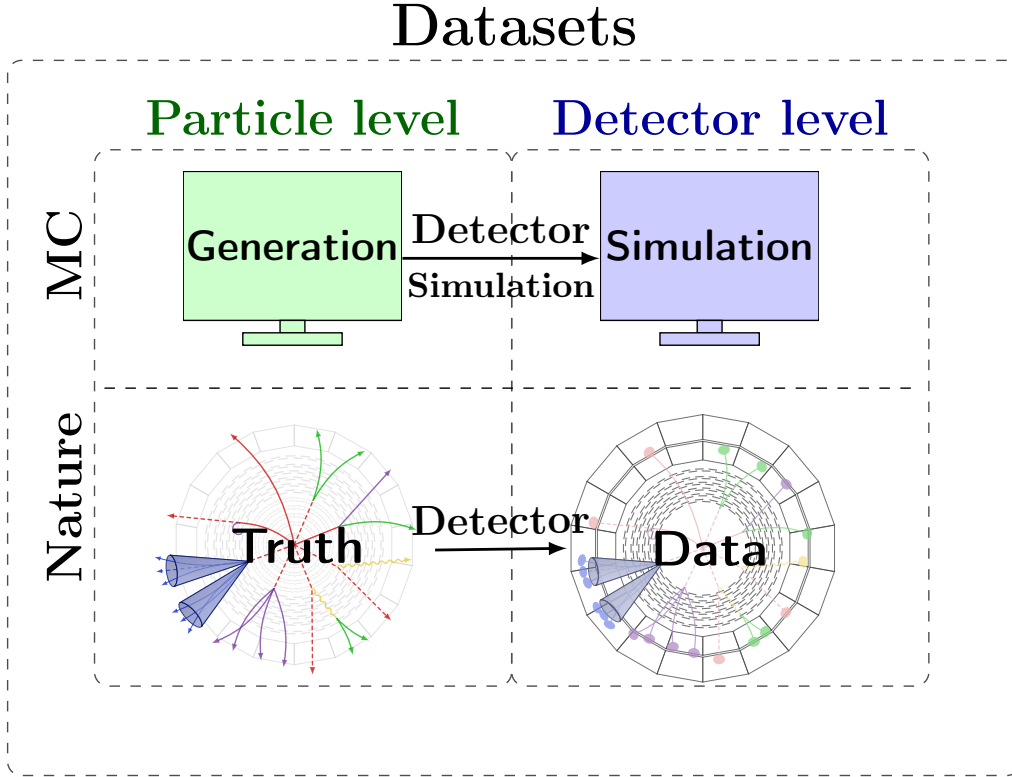 Datasets
Particle level
Detector level
MC
Generation
Detector
Simulation
Simulation
Nature
Truth
Detector
Data